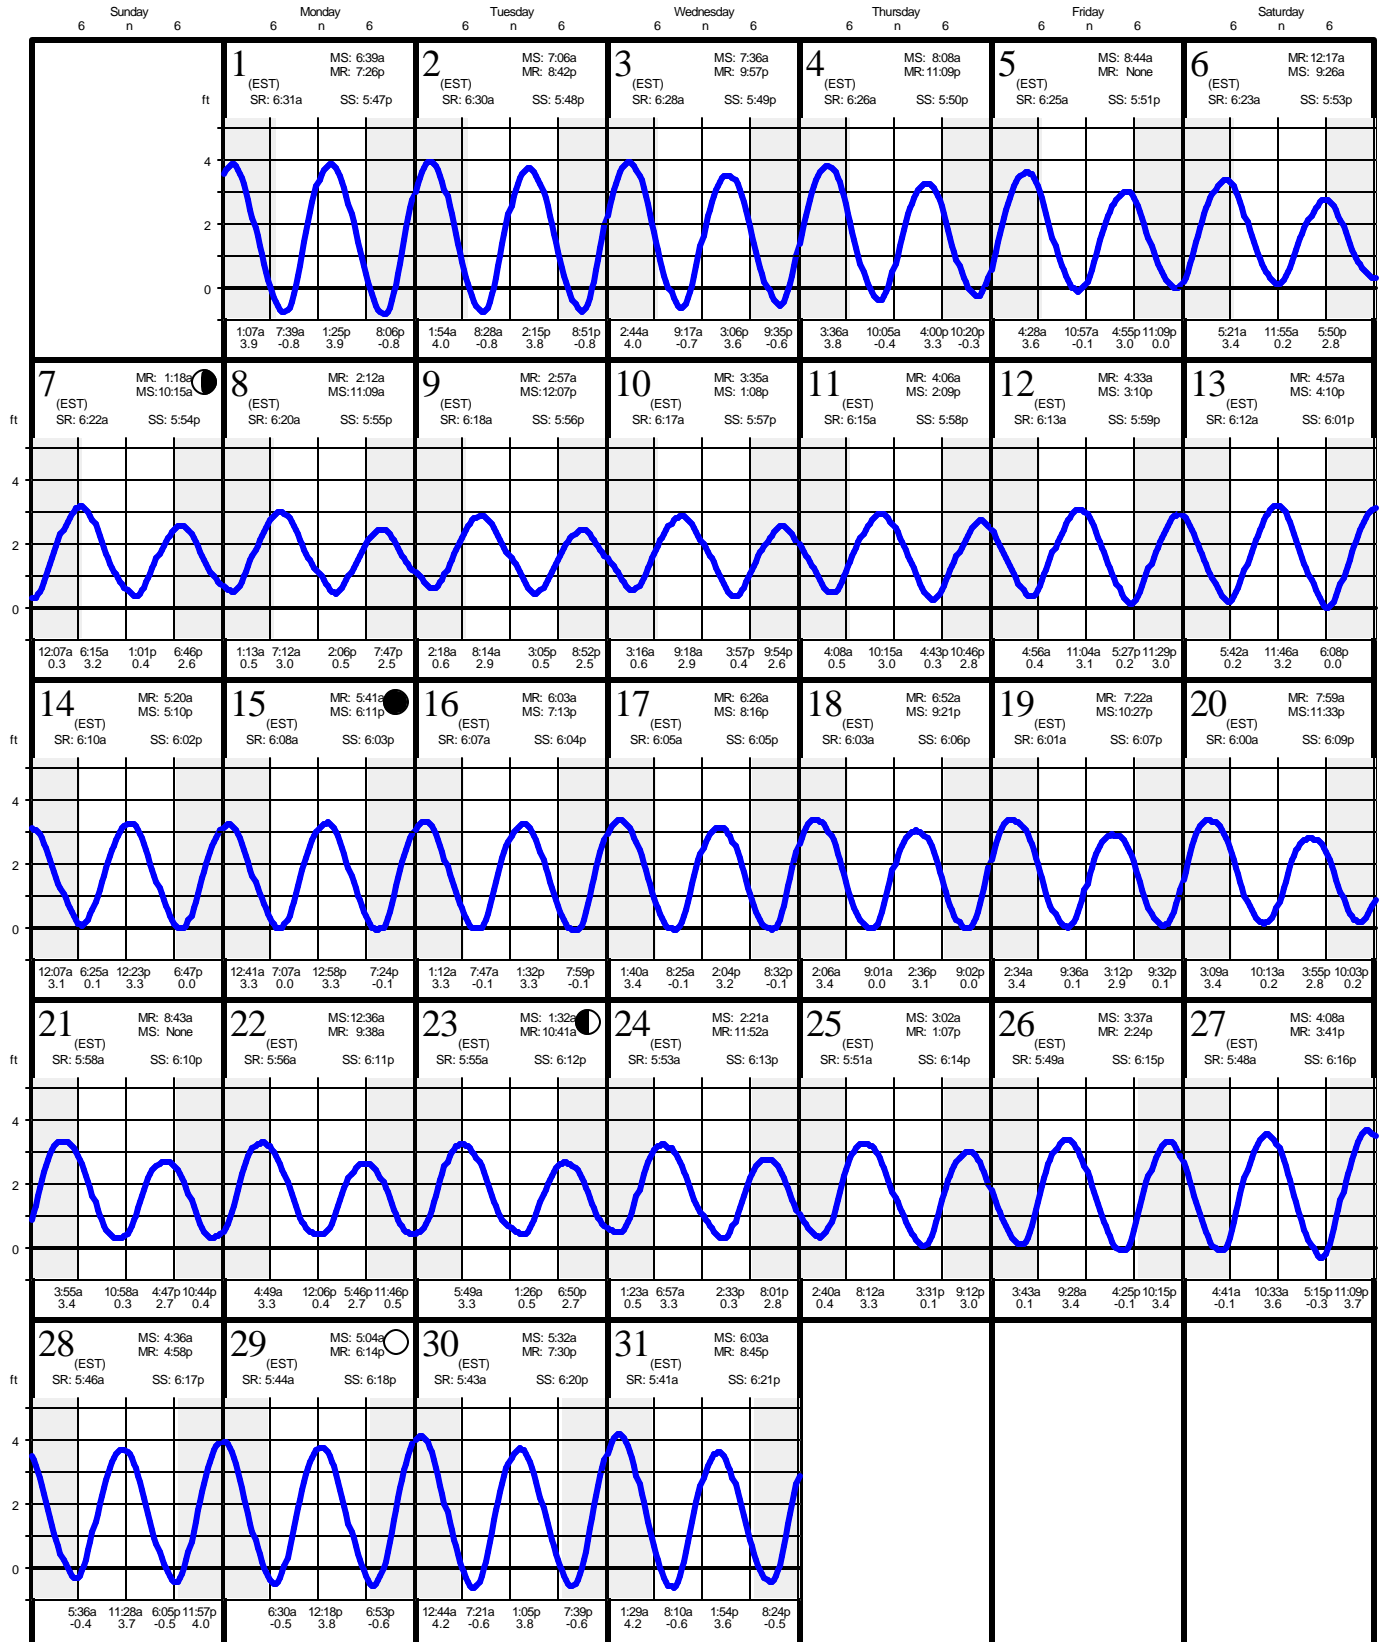 Sunday Monday Tuesday Wednesday Thursday Friday Saturday
6 n 6 6 n 6 6 n 6 6 n 6 6 n 6 6 n 6 6 n 6
1 MS: 6:39a
MR: 7:26p
(EST)
SR: 6:31a SS: 5:47p
2 MS: 7:06a
MR: 8:42p
(EST)
SR: 6:30a SS: 5:48p
3 MS: 7:36a
MR: 9:57p
(EST)
SR: 6:28a SS: 5:49p
4 MS: 8:08a
MR: 11:09p
(EST)
SR: 6:26a SS: 5:50p
5 MS: 8:44a
MR: None
(EST)
SR: 6:25a SS: 5:51p
6 MR: 12:17a
MS: 9:26a
(EST)
SR: 6:23a SS: 5:53p
ft
4
2
0
1:07a 7:39a 1:25p 8:06p
3.9 -0.8 3.9 -0.8
1:54a 8:28a 2:15p 8:51p
4.0 -0.8 3.8 -0.8
2:44a 9:17a 3:06p 9:35p
4.0 -0.7 3.6 -0.6
3:36a 10:05a 4:00p 10:20p
3.8 -0.4 3.3 -0.3
4:28a 10:57a 4:55p 11:09p
3.6 -0.1 3.0 0.0
5:21a 11:55a 5:50p
3.4 0.2 2.8
7 MR: 1:18a
MS: 10:15a
(EST)
SR: 6:22a SS: 5:54p
8 MR: 2:12a
MS: 11:09a
(EST)
SR: 6:20a SS: 5:55p
9 MR: 2:57a
MS: 12:07p
(EST)
SR: 6:18a SS: 5:56p
10 MR: 3:35a
MS: 1:08p
(EST)
SR: 6:17a SS: 5:57p
11 MR: 4:06a
MS: 2:09p
(EST)
SR: 6:15a SS: 5:58p
12 MR: 4:33a
MS: 3:10p
(EST)
SR: 6:13a SS: 5:59p
13 MR: 4:57a
MS: 4:10p
(EST)
SR: 6:12a SS: 6:01p
ft
4
2
0
12:07a 6:15a 1:01p 6:46p
0.3 3.2 0.4 2.6
1:13a 7:12a 2:06p 7:47p
0.5 3.0 0.5 2.5
2:18a 8:14a 3:05p 8:52p
0.6 2.9 0.5 2.5
3:16a 9:18a 3:57p 9:54p
0.6 2.9 0.4 2.6
4:08a 10:15a 4:43p 10:46p
0.5 3.0 0.3 2.8
4:56a 11:04a 5:27p 11:29p
0.4 3.1 0.2 3.0
5:42a 11:46a 6:08p
0.2 3.2 0.0
14 MR: 5:20a
MS: 5:10p
(EST)
SR: 6:10a SS: 6:02p
15 MR: 5:41a
MS: 6:11p
(EST)
SR: 6:08a SS: 6:03p
16 MR: 6:03a
MS: 7:13p
(EST)
SR: 6:07a SS: 6:04p
17 MR: 6:26a
MS: 8:16p
(EST)
SR: 6:05a SS: 6:05p
18 MR: 6:52a
MS: 9:21p
(EST)
SR: 6:03a SS: 6:06p
19 MR: 7:22a
MS: 10:27p
(EST)
SR: 6:01a SS: 6:07p
20 MR: 7:59a
MS: 11:33p
(EST)
SR: 6:00a SS: 6:09p
ft
4
2
0
12:07a 6:25a 12:23p 6:47p
3.1 0.1 3.3 0.0
12:41a 7:07a 12:58p 7:24p
3.3 0.0 3.3 -0.1
1:12a 7:47a 1:32p 7:59p
3.3 -0.1 3.3 -0.1
1:40a 8:25a 2:04p 8:32p
3.4 -0.1 3.2 -0.1
2:06a 9:01a 2:36p 9:02p
3.4 0.0 3.1 0.0
2:34a 9:36a 3:12p 9:32p
3.4 0.1 2.9 0.1
3:09a 10:13a 3:55p 10:03p
3.4 0.2 2.8 0.2
21 MR: 8:43a
MS: None
(EST)
SR: 5:58a SS: 6:10p
22 MS: 12:36a
MR: 9:38a
(EST)
SR: 5:56a SS: 6:11p
23 MS: 1:32a
MR: 10:41a
(EST)
SR: 5:55a SS: 6:12p
24 MS: 2:21a
MR: 11:52a
(EST)
SR: 5:53a SS: 6:13p
25 MS: 3:02a
MR: 1:07p
(EST)
SR: 5:51a SS: 6:14p
26 MS: 3:37a
MR: 2:24p
(EST)
SR: 5:49a SS: 6:15p
27 MS: 4:08a
MR: 3:41p
(EST)
SR: 5:48a SS: 6:16p
ft
4
2
0
3:55a 10:58a 4:47p 10:44p
3.4 0.3 2.7 0.4
4:49a 12:06p 5:46p 11:46p
3.3 0.4 2.7 0.5
5:49a 1:26p 6:50p
3.3 0.5 2.7
1:23a 6:57a 2:33p 8:01p
0.5 3.3 0.3 2.8
2:40a 8:12a 3:31p 9:12p
0.4 3.3 0.1 3.0
3:43a 9:28a 4:25p 10:15p
0.1 3.4 -0.1 3.4
4:41a 10:33a 5:15p 11:09p
-0.1 3.6 -0.3 3.7
28 MS: 4:36a
MR: 4:58p
(EST)
SR: 5:46a SS: 6:17p
29 MS: 5:04a
MR: 6:14p
(EST)
SR: 5:44a SS: 6:18p
30 MS: 5:32a
MR: 7:30p
(EST)
SR: 5:43a SS: 6:20p
31 MS: 6:03a
MR: 8:45p
(EST)
SR: 5:41a SS: 6:21p
ft
4
2
0
5:36a 11:28a 6:05p 11:57p
-0.4 3.7 -0.5 4.0
6:30a 12:18p 6:53p
-0.5 3.8 -0.6
12:44a 7:21a 1:05p 7:39p
4.2 -0.6 3.8 -0.6
1:29a 8:10a 1:54p 8:24p
4.2 -0.6 3.6 -0.5